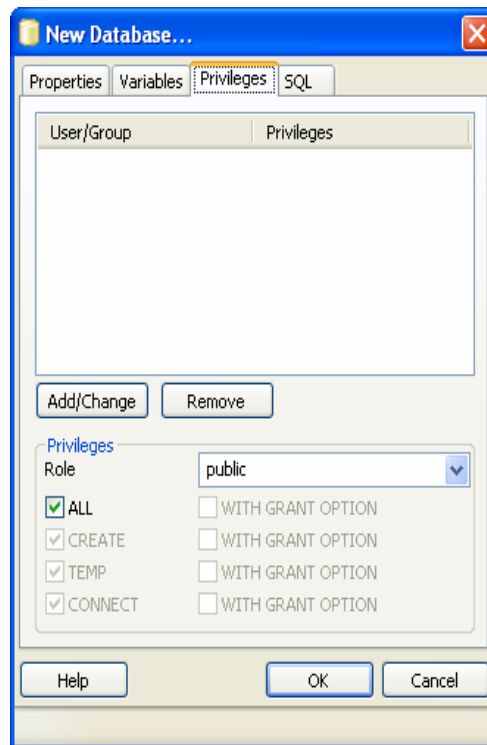 New Database...
Properties Variables Privileges SQL
User/Group Privileges
Add/Change Remove
Privileges
Role public
ALL WITH GRANT OPTION
CREATE WITH GRANT OPTION
TEMP WITH GRANT OPTION
CONNECT WITH GRANT OPTION
Help OK Cancel